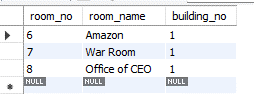 room_no room_name building_no
6 Amazon 1
7 War Room 1
8 Office of CEO 1
NULL NULL NULL